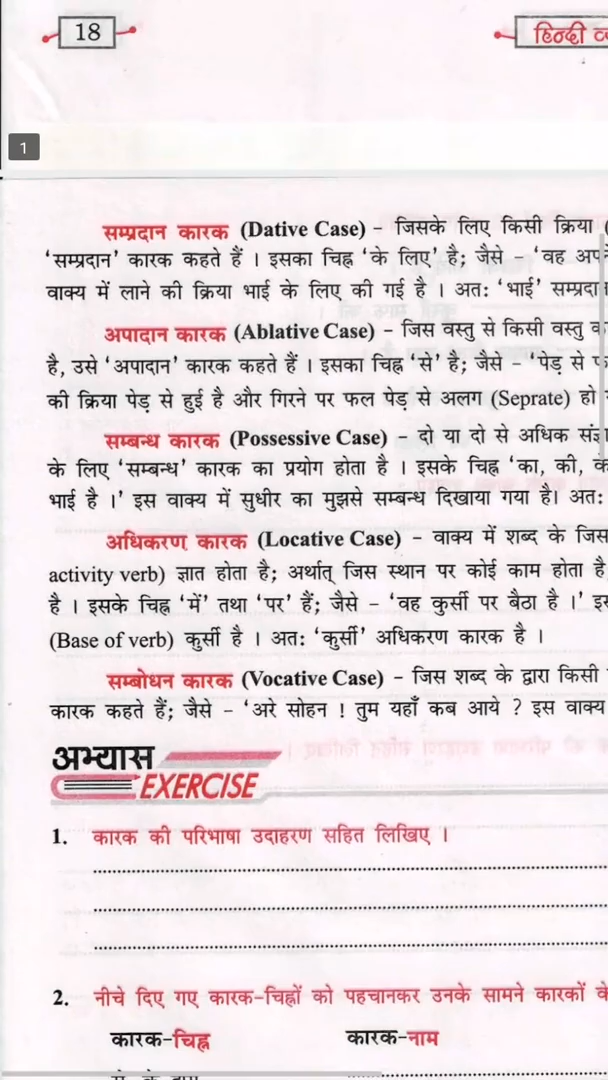 18
हिन्दी
1
सम्प्रदान कारक (Dative Case) – जिसके लिए किसी क्रिया
'सम्प्रदान' कारक कहते हैं । इसका चिह्न 'के लिए' है; जैसे – 'वह
वाक्य में लाने की क्रिया भाई के लिए की गई है । अतः 'भाई'
अपादान कारक (Ablative Case) – जिस वस्तु से किसी वस्तु
है, उसे 'अपादान' कारक कहते हैं । इसका चिह्न 'से' है; जैसे – 'पेड़ से
की क्रिया पेड़ से हुई है और गिरने पर फल पेड़ से अलग (Seprate) हो
सम्बन्ध कारक (Possessive Case) – दो या दो से अधिक
के लिए 'सम्बन्ध' कारक का प्रयोग होता है । इसके चिह्न 'का, की,
भाई है ।' इस वाक्य में सुधीर का मुझसे सम्बन्ध दिखाया गया है। अतः
अधिकरण कारक (Locative Case) – वाक्य में शब्द के जिस
activity verb) ज्ञात होता है; अर्थात् जिस स्थान पर कोई काम होता है
है । इसके चिह्न 'में' तथा 'पर' हैं; जैसे – 'वह कुर्सी पर बैठा है ।'
(Base of verb) कुर्सी है । अतः 'कुर्सी' अधिकरण कारक है ।
सम्बोधन कारक (Vocative Case) – जिस शब्द के द्वारा किसी
कारक कहते हैं; जैसे – 'अरे सोहन ! तुम यहाँ कब आये ? इस वाक्य
अभ्यास
EXERCISE
1. कारक की परिभाषा उदाहरण सहित लिखिए ।
2. नीचे दिए गए कारक-चिह्नों को पहचानकर उनके सामने कारकों के
कारक-चिह्न कारक-नाम